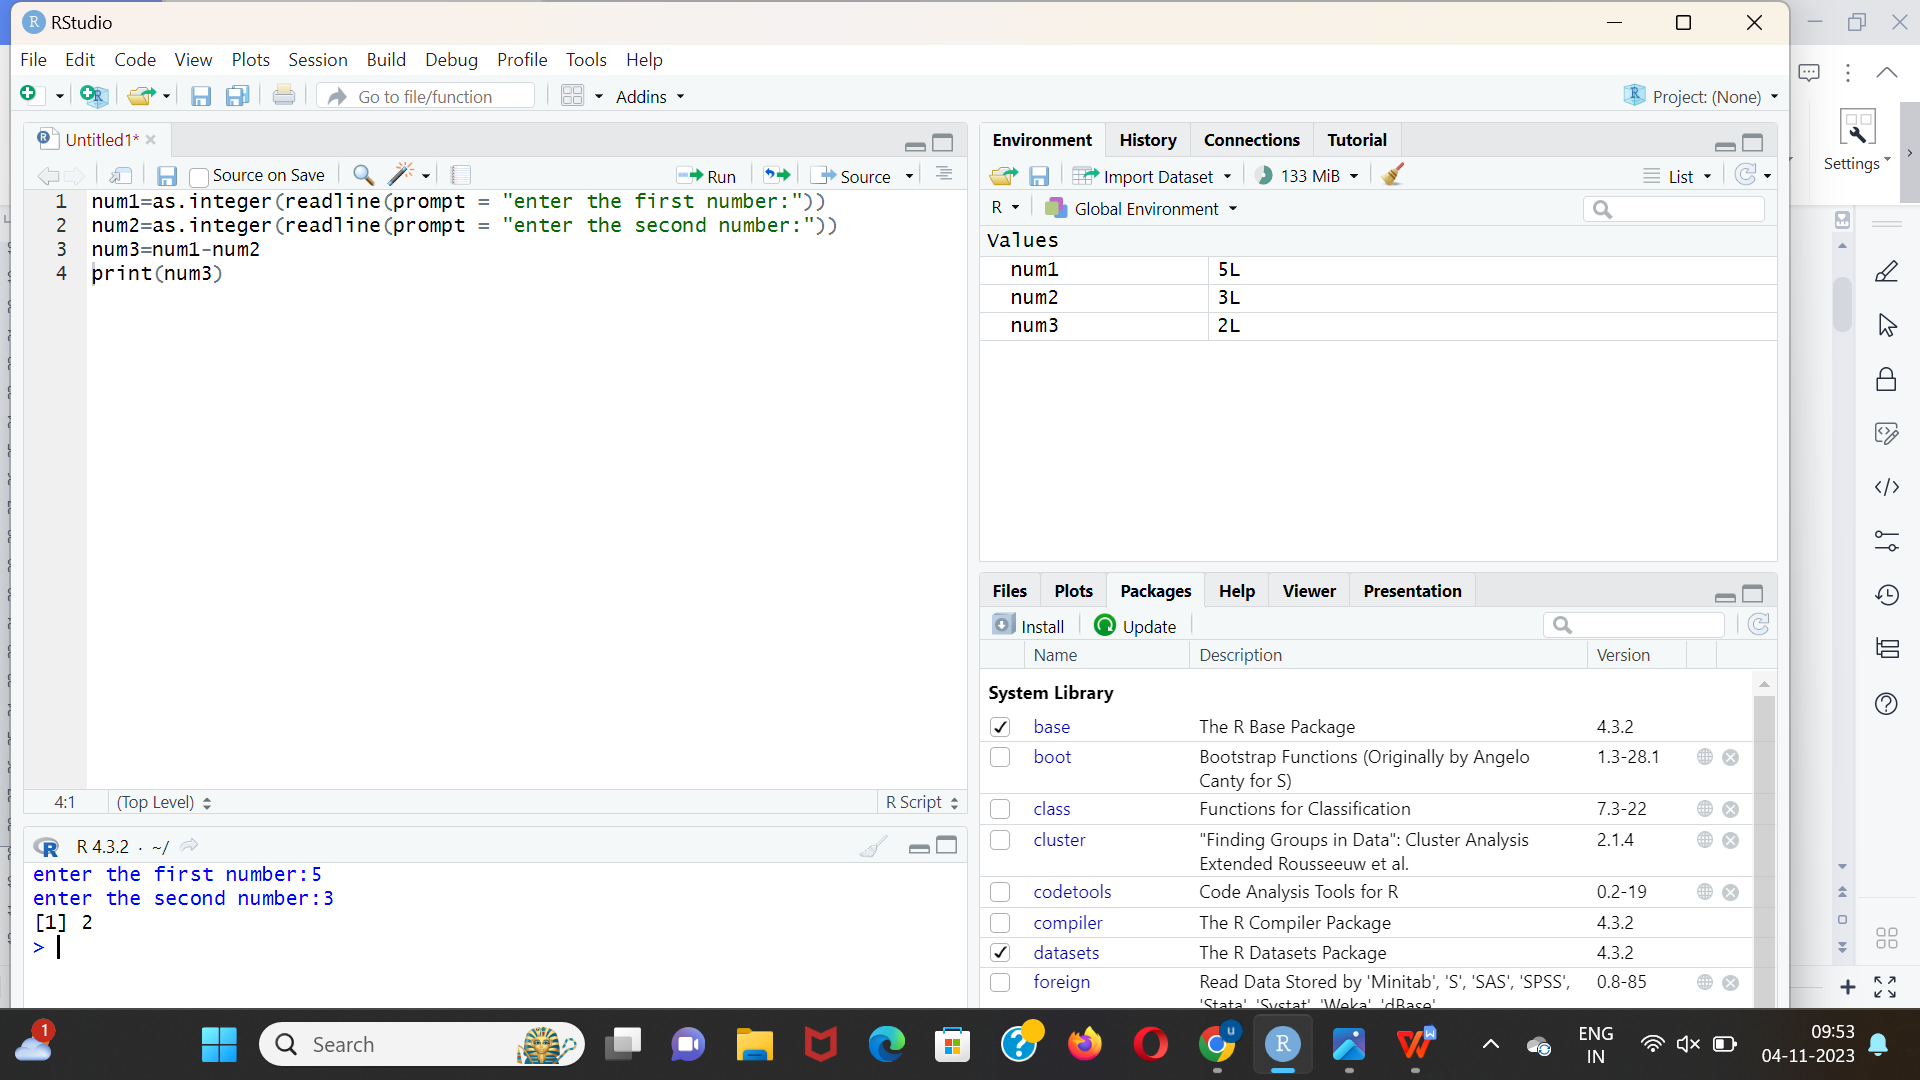 RStudio
File Edit Code View Plots Session Build Debug Profile Tools Help
Go to file/function Addins Project: (None)
Untitled1*
Source on Save Run Source
1 num1=as.integer(readline(prompt = "enter the first number:"))
2 num2=as.integer(readline(prompt = "enter the second number:"))
3 num3=num1-num2
4 print(num3)
4:1 (Top Level) R Script
R 4.3.2 · ~/
enter the first number:5
enter the second number:3
[1] 2
>
Environment History Connections Tutorial
Import Dataset 133 MiB List
R Global Environment
Values
num1 5L
num2 3L
num3 2L
Files Plots Packages Help Viewer Presentation
Install Update
Name Description Version
System Library
base The R Base Package 4.3.2
boot Bootstrap Functions (Originally by Angelo 1.3-28.1
Canty for S)
class Functions for Classification 7.3-22
cluster "Finding Groups in Data": Cluster Analysis 2.1.4
Extended Rousseeuw et al.
codetools Code Analysis Tools for R 0.2-19
compiler The R Compiler Package 4.3.2
datasets The R Datasets Package 4.3.2
foreign Read Data Stored by 'Minitab', 'S', 'SAS', 'SPSS', 0.8-85
'Stata', 'Systat', 'Weka', 'dBase',
Settings
1
Search
ENG
IN
09:53
04-11-2023